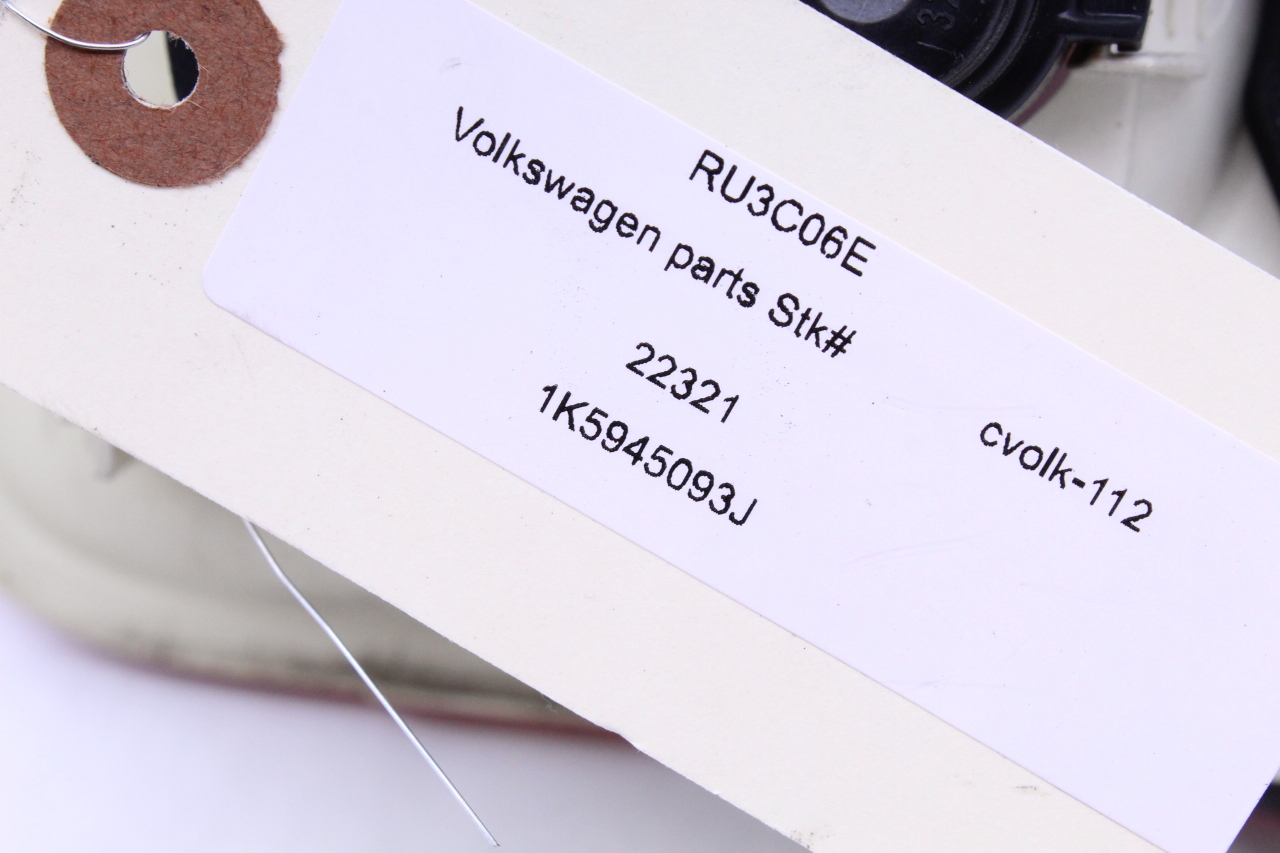 RU3C06E
Volkswagen parts Stk#
22321
1K5945093J
cvolk-112